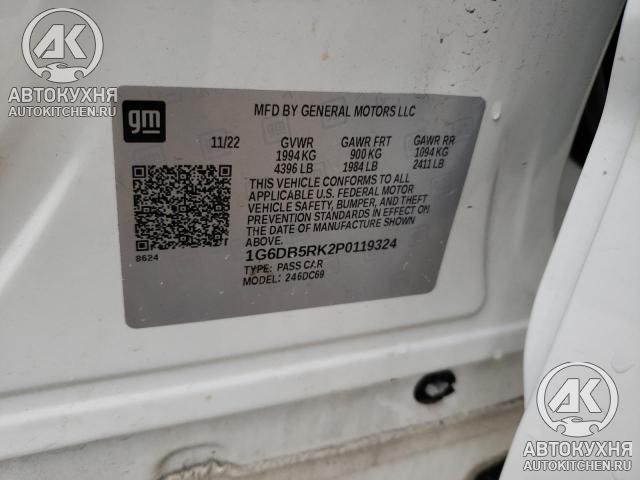 AK
АВТОКУХНЯ
AUTOKITCHEN.RU
gm
MFD BY GENERAL MOTORS LLC
11/22 GVWR GAWR FRT GAWR RR
1994 KG 900 KG 1094 KG
4396 LB 1984 LB 2411 LB
THIS VEHICLE CONFORMS TO ALL
APPLICABLE U.S. FEDERAL MOTOR
VEHICLE SAFETY, BUMPER, AND THEFT
PREVENTION STANDARDS IN EFFECT ON
THE DATE OF MANUFACTURE SHOWN
ABOVE.
8624
1G6DB5RK2P0119324
TYPE: PASS CAR
MODEL: 246DC69
AK
АВТОКУХНЯ
AUTOKITCHEN.RU